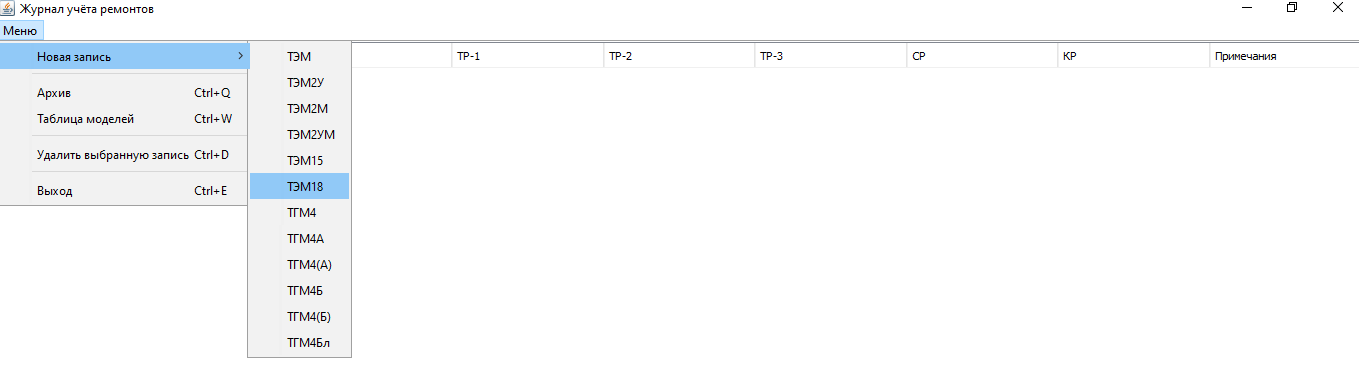 Журнал учёта ремонтов
Меню
ТР-1 ТР-2 ТР-3 СР КР Примечания
Новая запись
Архив Ctrl+Q
Таблица моделей Ctrl+W
Удалить выбранную запись Ctrl+D
Выход Ctrl+E
ТЭМ
ТЭМ2У
ТЭМ2М
ТЭМ2УМ
ТЭМ15
ТЭМ18
ТГМ4
ТГМ4А
ТГМ4(А)
ТГМ4Б
ТГМ4(Б)
ТГМ4Бл